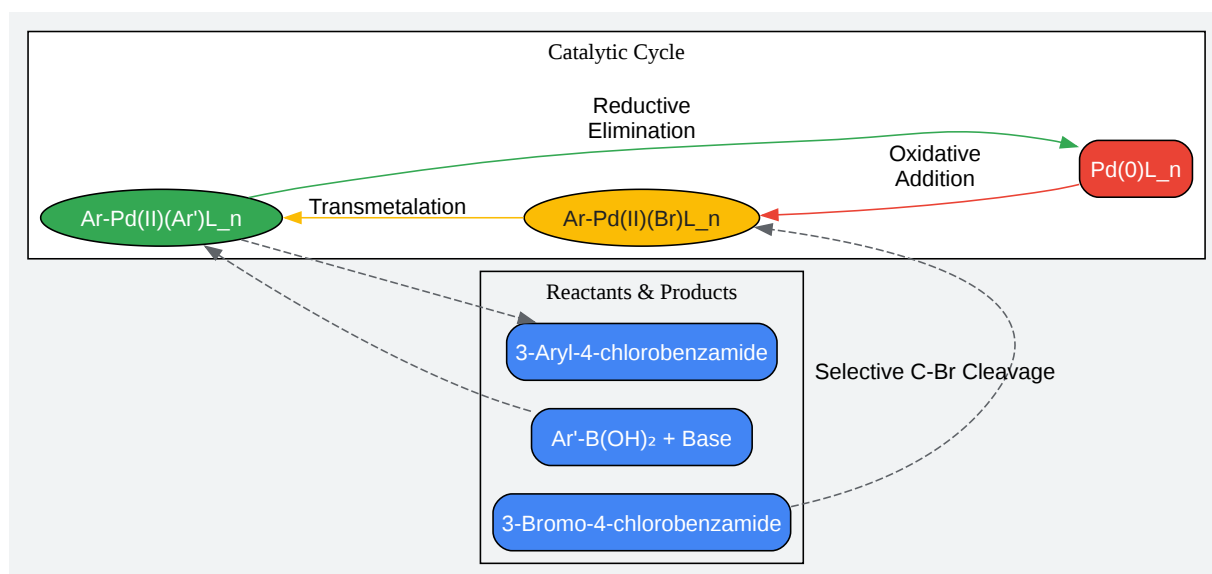 Catalytic Cycle
Reductive
Elimination
Oxidative
Addition
Pd(0)L_n
Ar-Pd(II)(Ar')L_n
Transmetalation
Ar-Pd(II)(Br)L_n
Reactants & Products
3-Aryl-4-chlorobenzamide
Selective C-Br Cleavage
Ar'-B(OH)₂ + Base
3-Bromo-4-chlorobenzamide